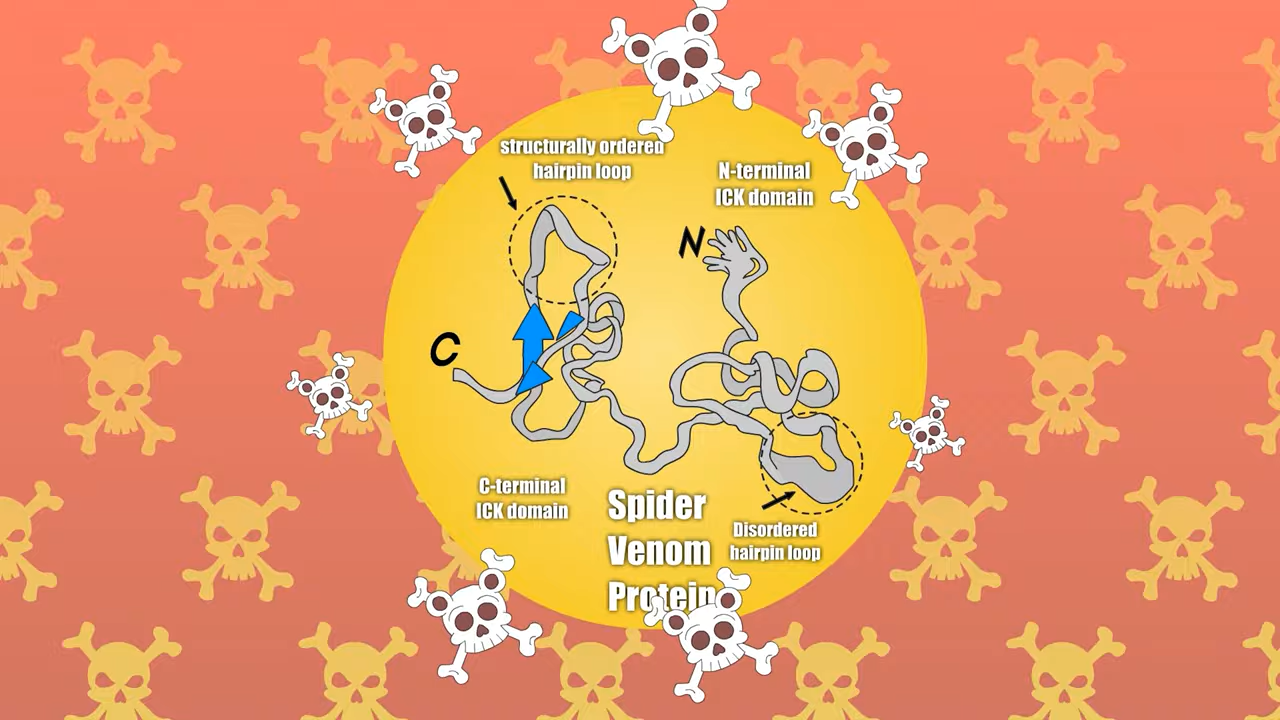 structurally ordered
hairpin loop
N-terminal
ICK domain
N
C
C-terminal
ICK domain
Spider
Venom
Protein
Disordered
hairpin loop